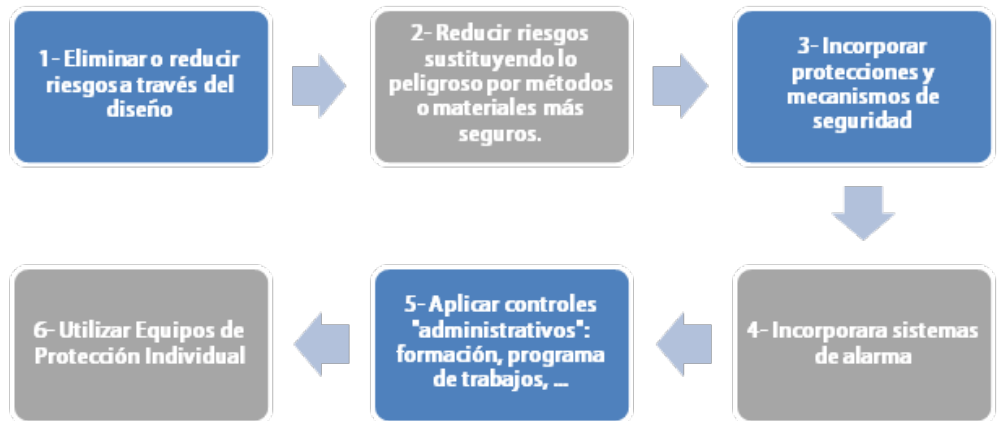 1- Eliminar o reducir
riesgos a través del
diseño
2- Reducir riesgos
sustituyendo lo
peligroso por métodos
o materiales más
seguros.
3- Incorporar
protecciones y
mecanismos de
seguridad
4- Incorporara sistemas
de alarma
5- Aplicar controles
"administrativos":
formación, programa
de trabajos, ...
6- Utilizar Equipos de
Protección Individual